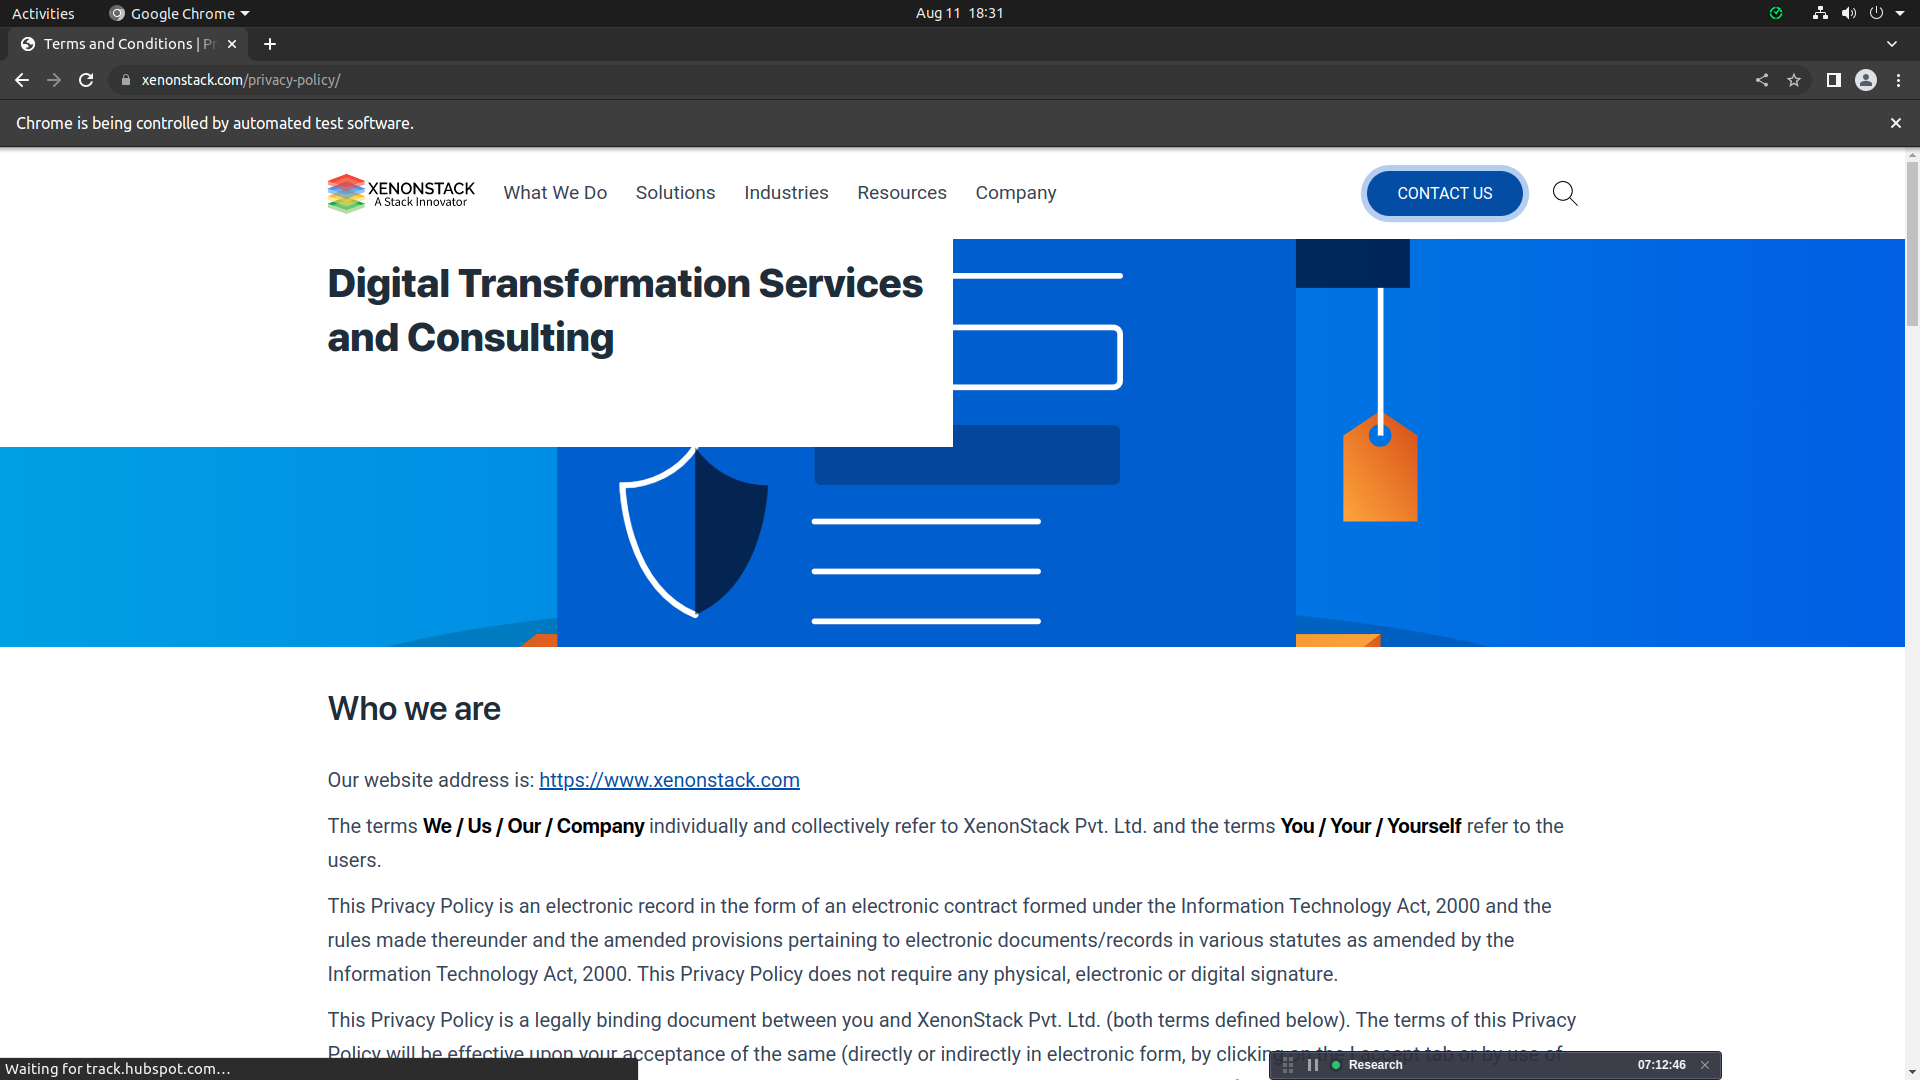 Activities
Google Chrome
Aug 11 18:31
Terms and Conditions | Pr
xenonstack.com/privacy-policy/
Chrome is being controlled by automated test software.
XENONSTACK
A Stack Innovator
What We Do
Solutions
Industries
Resources
Company
CONTACT US
Digital Transformation Services
and Consulting
Who we are
Our website address is: https://www.xenonstack.com
The terms We / Us / Our / Company individually and collectively refer to XenonStack Pvt. Ltd. and the terms You / Your / Yourself refer to the
users.
This Privacy Policy is an electronic record in the form of an electronic contract formed under the Information Technology Act, 2000 and the
rules made thereunder and the amended provisions pertaining to electronic documents/records in various statutes as amended by the
Information Technology Act, 2000. This Privacy Policy does not require any physical, electronic or digital signature.
This Privacy Policy is a legally binding document between you and XenonStack Pvt. Ltd. (both terms defined below). The terms of this Privacy
Policy will be effective upon your acceptance of the same (directly or indirectly in electronic form, by clicking on the I accept tab or by use of
Waiting for track.hubspot.com...
Research
07:12:46